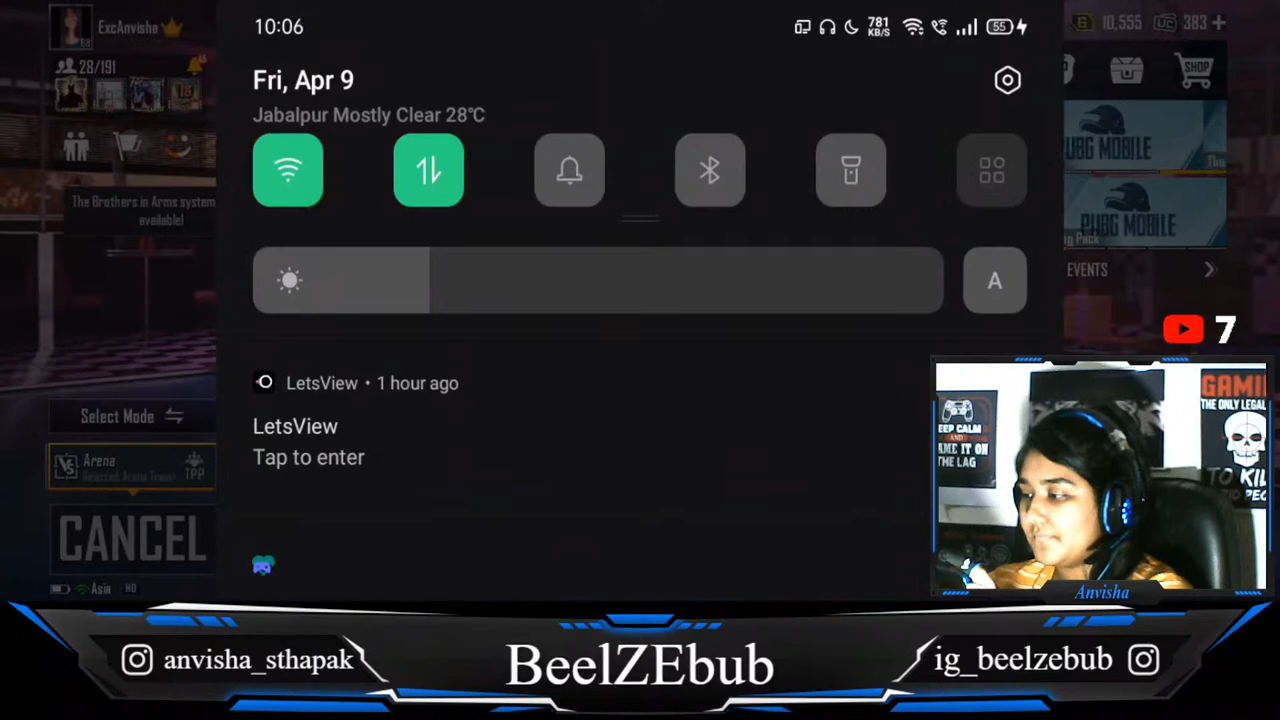 ExcAnvisha
10:06
781
KB/S
55
10,555
383
28/191
Fri, Apr 9
Jabalpur Mostly Clear 28°C
SHOP
PUBG MOBILE
The Brothers in Arms system
available!
PUBG MOBILE
Pack
EVENTS
A
7
LetsView • 1 hour ago
Select Mode
LetsView
Tap to enter
Arena
TPP
CANCEL
Asia
HD
GAMI
THE ONLY LEGAL
KEEP CALM
AND
GAME IT ON
THE LAG
TO KIL
Anvisha
anvisha_sthapak
BeelZEbub
ig_beelzebub